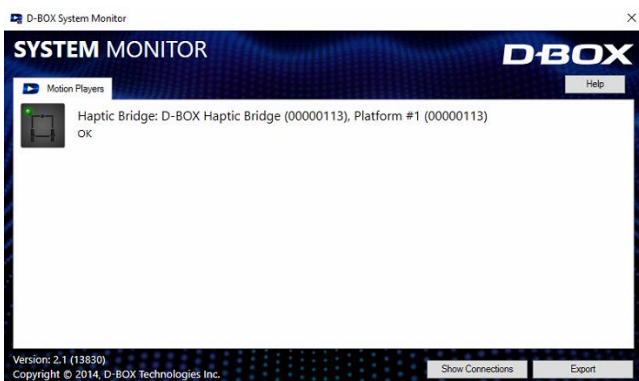 D-BOX System Monitor
SYSTEM MONITOR
D-BOX
Motion Players
Help
Haptic Bridge: D-BOX Haptic Bridge (00000113), Platform #1 (00000113)
OK
Version: 2.1 (13830)
Copyright © 2014, D-BOX Technologies Inc.
Show Connections
Export